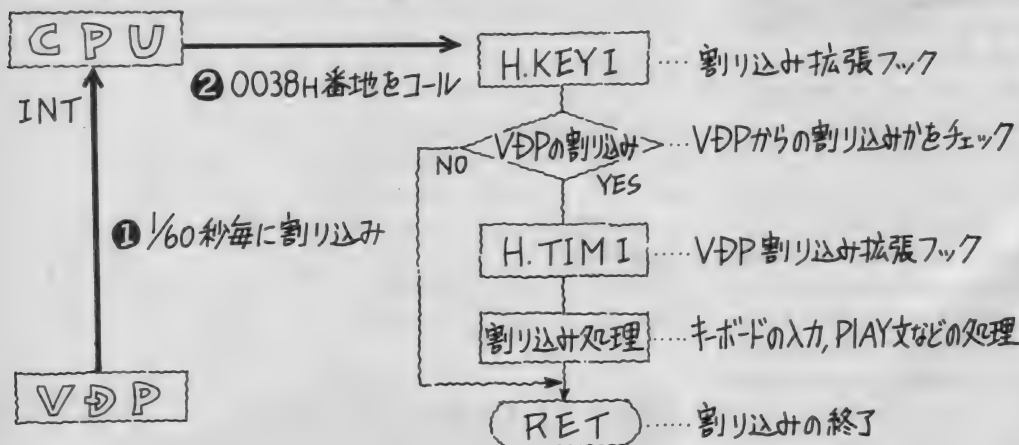 CPU
INT
❷ 0038H番地をコール
❶ 1/60秒毎に割り込み
VDP
H.KEYI ……割り込み拡張フック
VDPの割り込み ……VDPからの割り込みかをチェック
NO
YES
H.TIMI ……VDP割り込み拡張フック
割り込み処理 ……キーボードの入力,PLAY文などの処理
RET ……割り込みの終了